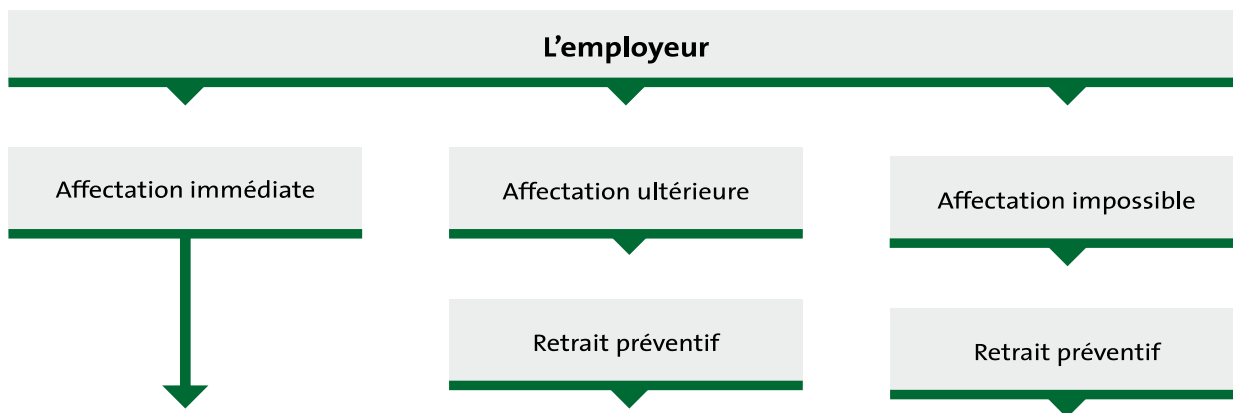 L’employeur
Affectation immédiate
Affectation ultérieure
Affectation impossible
Retrait préventif
Retrait préventif